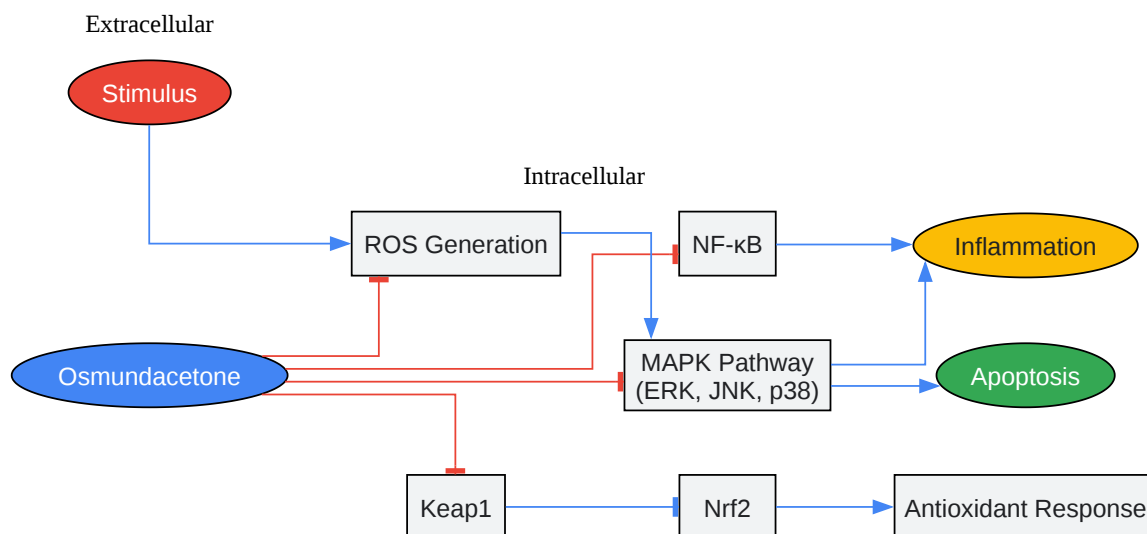 Extracellular
Stimulus
Intracellular
ROS Generation
NF-κB
Inflammation
Osmundacetone
MAPK Pathway
(ERK, JNK, p38)
Apoptosis
Keap1
Nrf2
Antioxidant Response